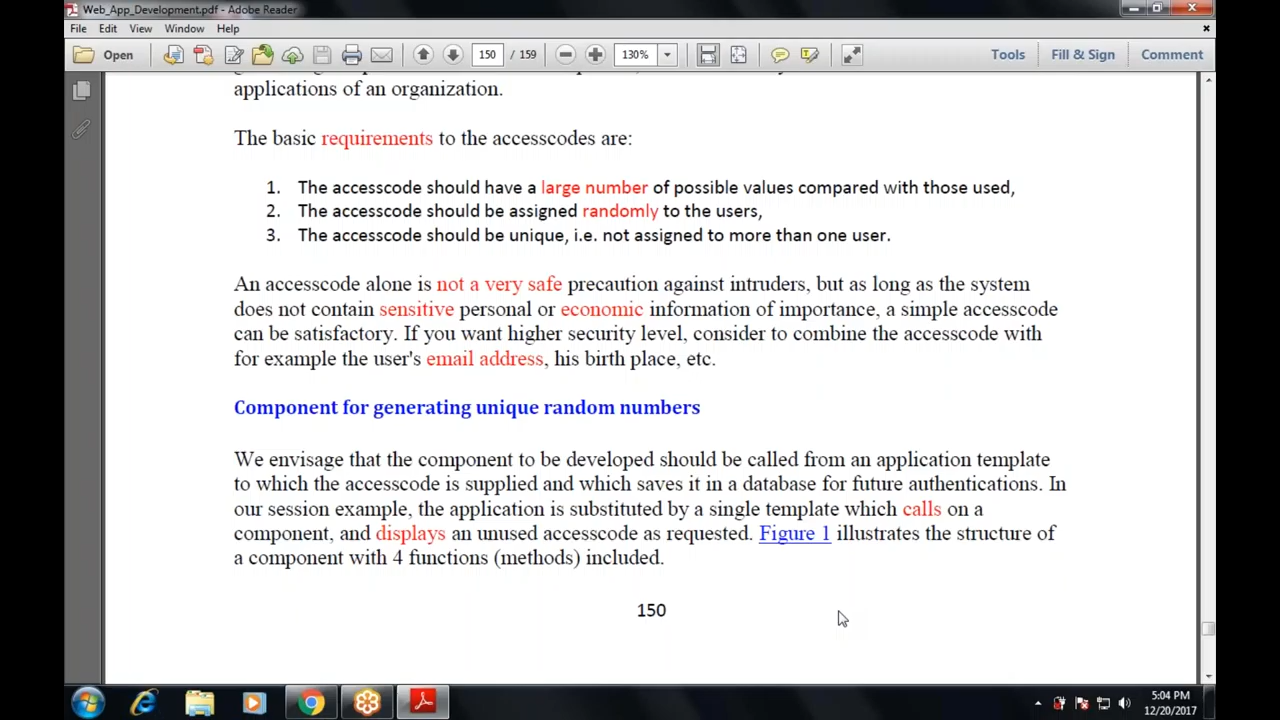 Web_App_Development.pdf - Adobe Reader
File Edit View Window Help
Open 150 / 159 130% Tools Fill & Sign Comment
applications of an organization.
The basic requirements to the accesscodes are:
1. The accesscode should have a large number of possible values compared with those used,
2. The accesscode should be assigned randomly to the users,
3. The accesscode should be unique, i.e. not assigned to more than one user.
An accesscode alone is not a very safe precaution against intruders, but as long as the system
does not contain sensitive personal or economic information of importance, a simple accesscode
can be satisfactory. If you want higher security level, consider to combine the accesscode with
for example the user's email address, his birth place, etc.
Component for generating unique random numbers
We envisage that the component to be developed should be called from an application template
to which the accesscode is supplied and which saves it in a database for future authentications. In
our session example, the application is substituted by a single template which calls on a
component, and displays an unused accesscode as requested. Figure 1 illustrates the structure of
a component with 4 functions (methods) included.
150
5:04 PM
12/20/2017